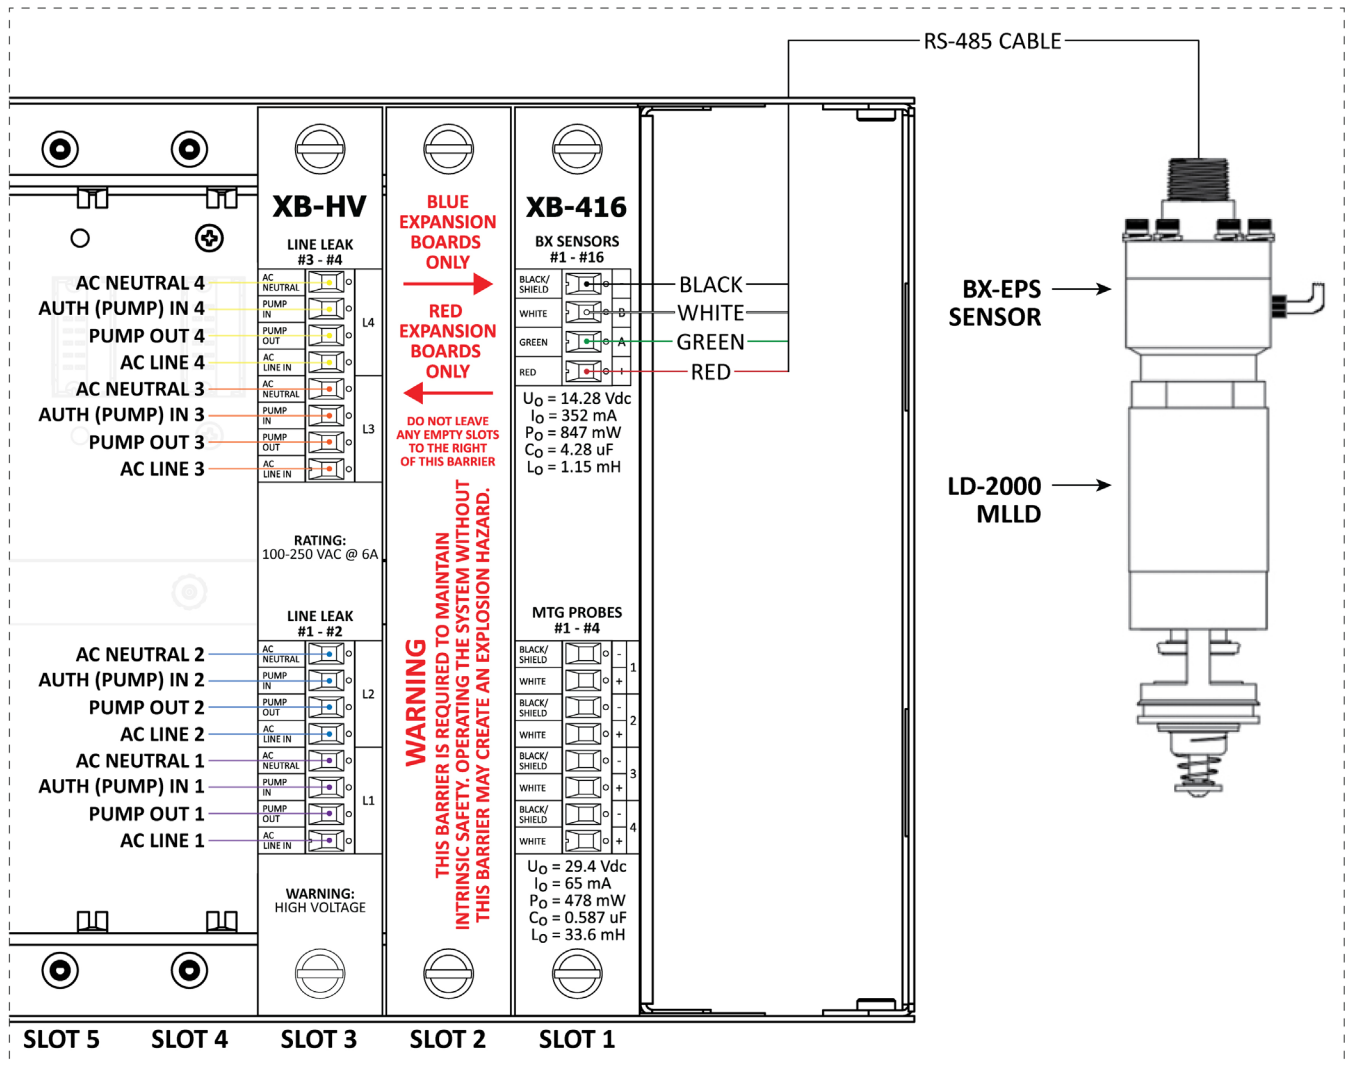 RS-485 CABLE
XB-HV
LINE LEAK
#3 - #4
AC NEUTRAL 4
AUTH (PUMP) IN 4
PUMP OUT 4
AC LINE 4
AC NEUTRAL 3
AUTH (PUMP) IN 3
PUMP OUT 3
AC LINE 3
AC
NEUTRAL
PUMP
IN
PUMP
OUT
AC
LINE IN
L4
AC
NEUTRAL
PUMP
IN
PUMP
OUT
AC
LINE IN
L3
RATING:
100-250 VAC @ 6A
LINE LEAK
#1 - #2
AC NEUTRAL 2
AUTH (PUMP) IN 2
PUMP OUT 2
AC LINE 2
AC NEUTRAL 1
AUTH (PUMP) IN 1
PUMP OUT 1
AC LINE 1
AC
NEUTRAL
PUMP
IN
PUMP
OUT
AC
LINE IN
L2
AC
NEUTRAL
PUMP
IN
PUMP
OUT
AC
LINE IN
L1
WARNING:
HIGH VOLTAGE
BLUE
EXPANSION
BOARDS
ONLY
RED
EXPANSION
BOARDS
ONLY
DO NOT LEAVE
ANY EMPTY SLOTS
TO THE RIGHT
OF THIS BARRIER
WARNING
THIS BARRIER IS REQUIRED TO MAINTAIN
INTRINSIC SAFETY. OPERATING THE SYSTEM WITHOUT
THIS BARRIER MAY CREATE AN EXPLOSION HAZARD.
XB-416
BX SENSORS
#1 - #16
BLACK/
SHIELD
-
WHITE
B
GREEN
A
RED
+
BLACK
WHITE
GREEN
RED
UO = 14.28 Vdc
IO = 352 mA
PO = 847 mW
CO = 4.28 uF
LO = 1.15 mH
MTG PROBES
#1 - #4
BLACK/
SHIELD
-
WHITE
+
1
BLACK/
SHIELD
-
WHITE
+
2
BLACK/
SHIELD
-
WHITE
+
3
BLACK/
SHIELD
-
WHITE
+
4
UO = 29.4 Vdc
IO = 65 mA
PO = 478 mW
CO = 0.587 uF
LO = 33.6 mH
BX-EPS
SENSOR
LD-2000
MLLD
SLOT 5
SLOT 4
SLOT 3
SLOT 2
SLOT 1